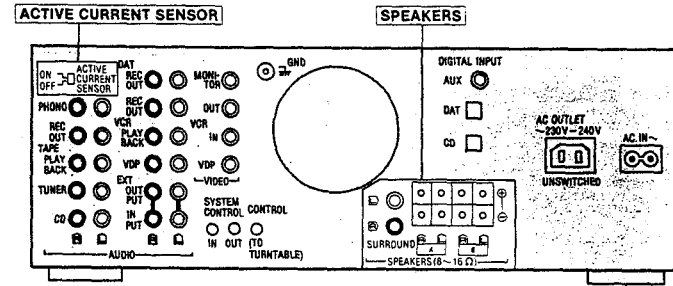 ACTIVE CURRENT SENSOR
SPEAKERS
ON
OFF
ACTIVE
CURRENT
SENSOR
DAT
REC
OUT
MONI-
TOR
GND
DIGITAL INPUT
AUX
PHONO
REC
OUT
OUT
DAT
AC OUTLET
~230V-240V
AC IN~
REC
OUT
VCR
PLAY
BACK
VCR
IN
CD
TAPE
PLAY
BACK
VDP
VDP
VIDEO
UNSWITCHED
TUNER
EXT
OUT
PUT
SYSTEM
CONTROL
CONTROL
L
+
CD
IN
PUT
IN
OUT
(TO
TURNTABLE)
R
SURROUND
−
R
L
R
L
R
L
R
L
A
B
AUDIO
SPEAKERS(8~16 Ω)